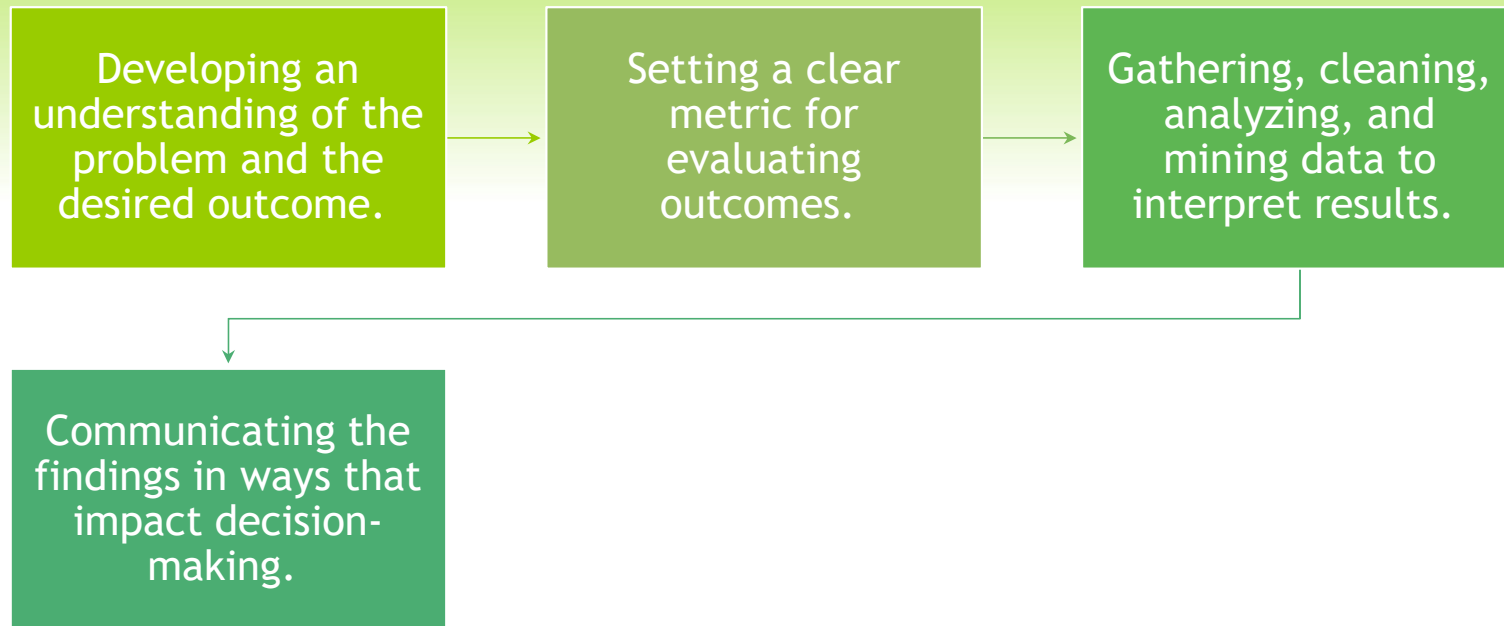 Developing an
understanding of the
problem and the
desired outcome.
Setting a clear
metric for
evaluating
outcomes.
Gathering, cleaning,
analyzing, and
mining data to
interpret results.
Communicating the
findings in ways that
impact decision-
making.